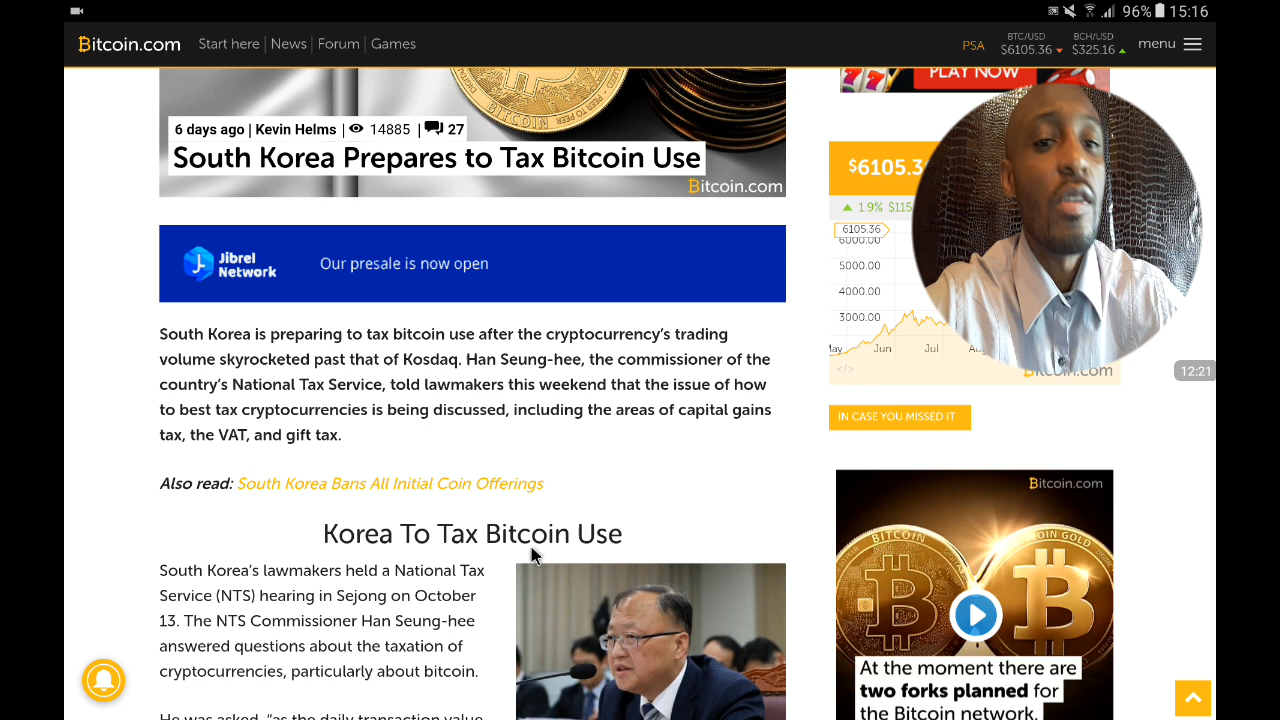 96% 15:16
Bitcoin.com Start here News Forum Games PSA BTC/USD $6105.36 BCH/USD $325.16 menu
BITCOIN
PLAY NOW
6 days ago | Kevin Helms | 14885 | 27
South Korea Prepares to Tax Bitcoin Use
Bitcoin.com
Jibrel
Network
Our presale is now open
South Korea is preparing to tax bitcoin use after the cryptocurrency's trading
volume skyrocketed past that of Kosdaq. Han Seung-hee, the commissioner of the
country's National Tax Service, told lawmakers this weekend that the issue of how
to best tax cryptocurrencies is being discussed, including the areas of capital gains
tax, the VAT, and gift tax.
Also read: South Korea Bans All Initial Coin Offerings
Korea To Tax Bitcoin Use
South Korea's lawmakers held a National Tax
Service (NTS) hearing in Sejong on October
13. The NTS Commissioner Han Seung-hee
answered questions about the taxation of
cryptocurrencies, particularly about bitcoin.
He was asked, "as the daily transaction value
$6105.3
1.9% $115
6105.36
6000.00
5000.00
4000.00
3000.00
May Jun Jul
</>
Bitcoin.com
12:21
IN CASE YOU MISSED IT
Bitcoin.com
BITCOIN
COIN GOLD
At the moment there are
two forks planned for
the Bitcoin network.